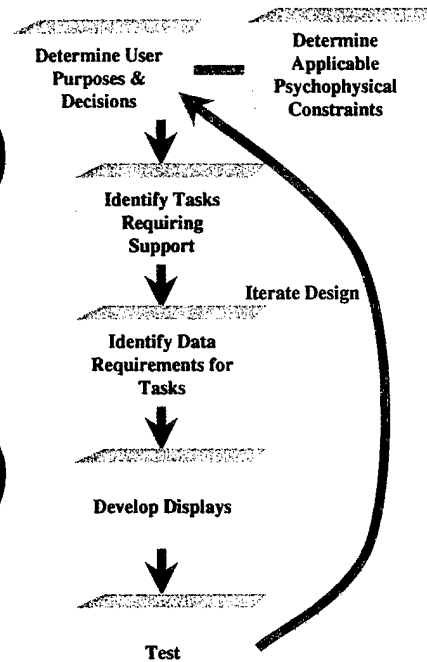 Determine User
Purposes &
Decisions
Determine
Applicable
Psychophysical
Constraints
Identify Tasks
Requiring
Support
Iterate Design
Identify Data
Requirements for
Tasks
Develop Displays
Test